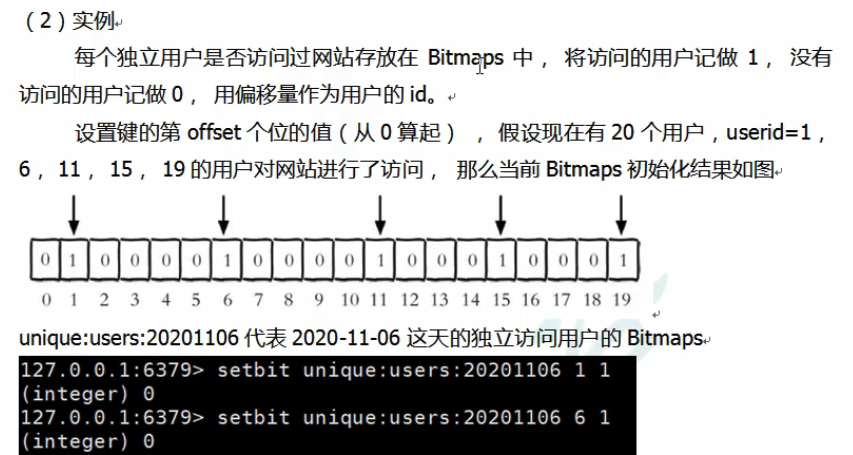 （2）实例
每个独立用户是否访问过网站存放在 Bitmaps 中， 将访问的用户记做 1， 没有
访问的用户记做 0， 用偏移量作为用户的 id。
设置键的第 offset 个位的值（从 0 算起） ，假设现在有 20 个用户，userid=1，
6， 11， 15， 19 的用户对网站进行了访问， 那么当前 Bitmaps 初始化结果如图
0 1 0 0 0 0 1 0 0 0 0 1 0 0 0 1 0 0 0 1
0 1 2 3 4 5 6 7 8 9 10 11 12 13 14 15 16 17 18 19
unique:users:20201106 代表 2020-11-06 这天的独立访问用户的 Bitmaps
127.0.0.1:6379> setbit unique:users:20201106 1 1
(integer) 0
127.0.0.1:6379> setbit unique:users:20201106 6 1
(integer) 0